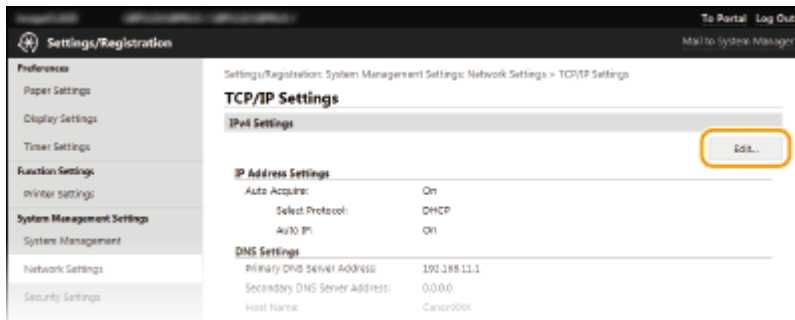 To Portal Log Out
Settings/Registration
Mail to System Manager
Preferences
Paper Settings
Display Settings
Timer Settings
Function Settings
Printer Settings
System Management Settings
System Management
Network Settings
Security Settings
Settings/Registration: System Management Settings: Network Settings > TCP/IP Settings
TCP/IP Settings
IPv4 Settings
Edit...
IP Address Settings
Auto Acquire: On
Select Protocol: DHCP
Auto IP: On
DNS Settings
Primary DNS Server Address: 192.168.11.1
Secondary DNS Server Address: 0.0.0.0
Host Name: CanonXXX